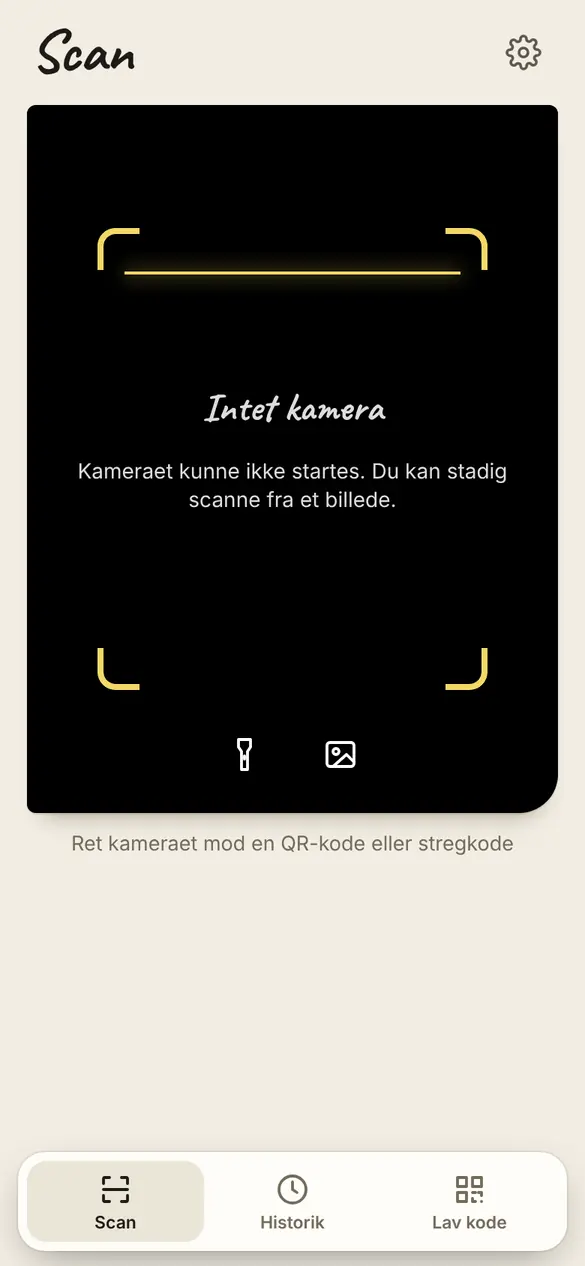 Scan
Intet kamera
Kameraet kunne ikke startes. Du kan stadig
scanne fra et billede.
Ret kameraet mod en QR-kode eller stregkode
Scan
Historik
Lav kode